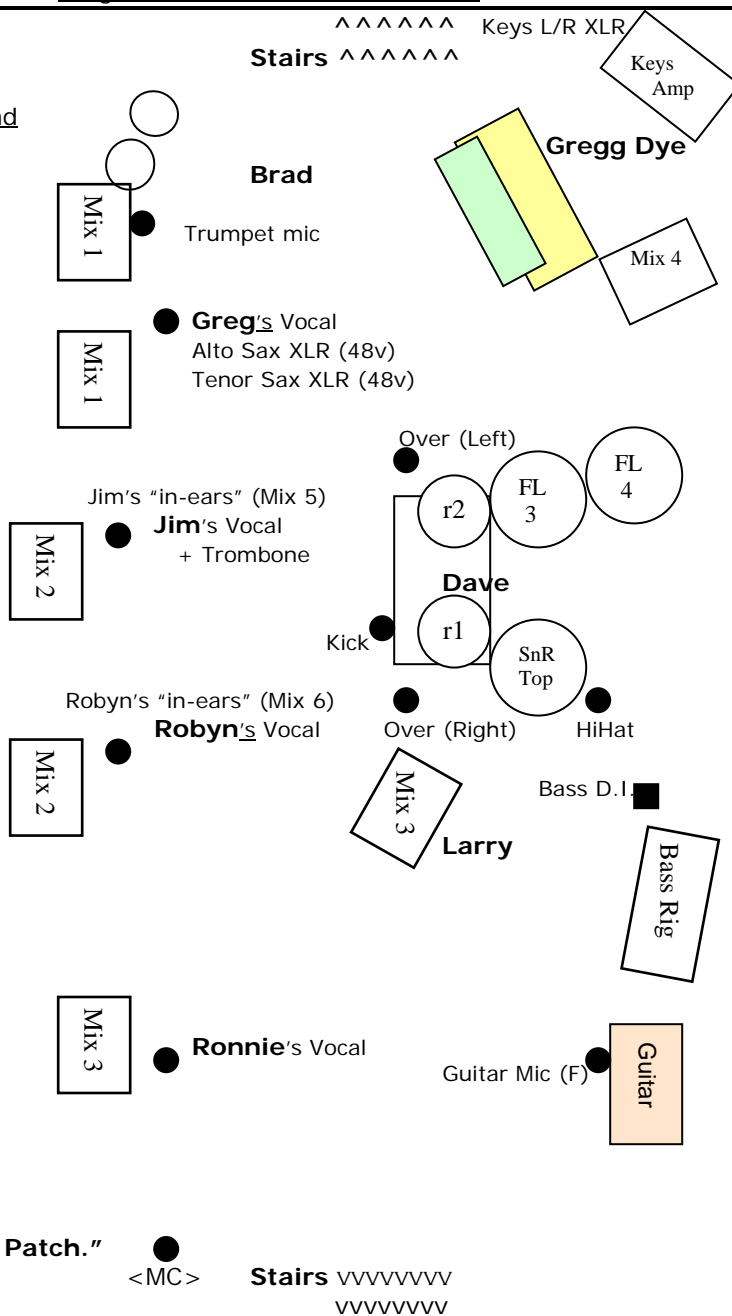 ^ ^ ^ ^ ^ ^ Keys L/R XLR
Stairs ^ ^ ^ ^ ^ ^
Keys
Amp
nd
Gregg Dye
Brad
Mix 1
Trumpet mic
Mix 4
Greg's Vocal
Alto Sax XLR (48v)
Tenor Sax XLR (48v)
Mix 1
Over (Left)
FL
4
FL
3
r2
Jim's "in-ears" (Mix 5)
Jim's Vocal
+ Trombone
Mix 2
Dave
r1
Kick
SnR
Top
Robyn's "in-ears" (Mix 6)
Robyn's Vocal
Over (Right)
HiHat
Mix 2
Mix 3
Bass D.I.
Larry
Bass Rig
Mix 3
Ronnie's Vocal
Guitar Mic (F)
Guitar
Patch."
<MC>
Stairs VVVVVVVV
VVVVVVVV